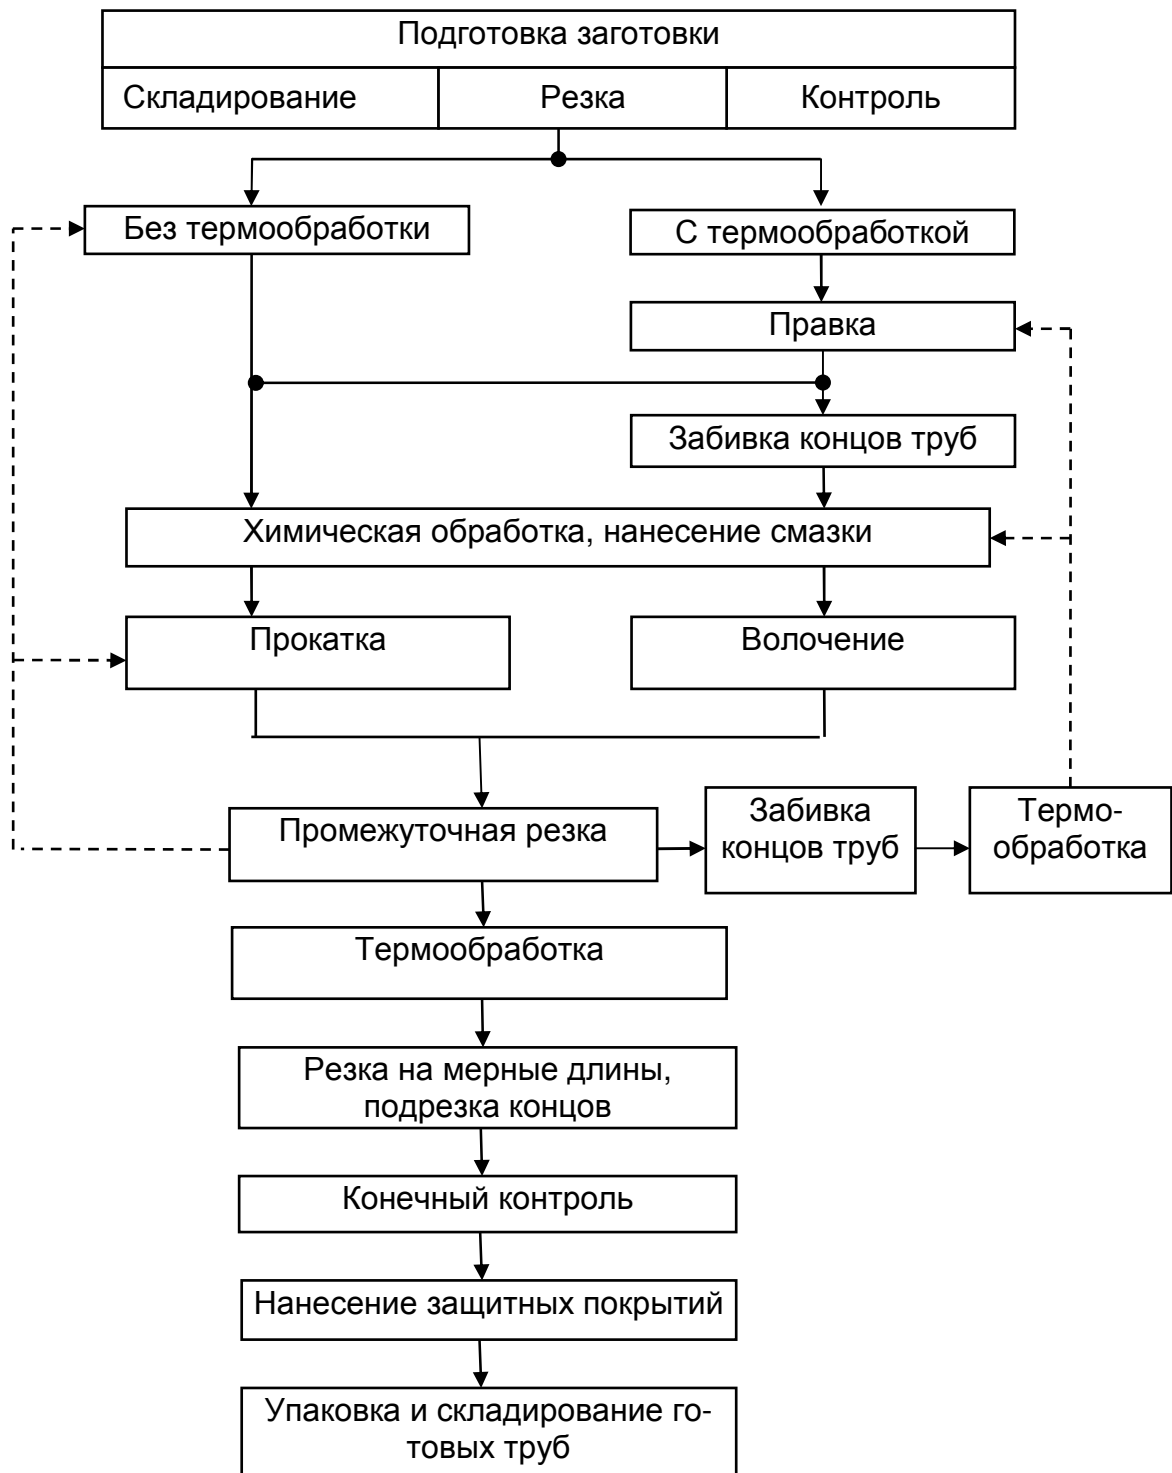 Подготовка заготовки
Складирование
Резка
Контроль
Без термообработки
С термообработкой
Правка
Забивка концов труб
Химическая обработка, нанесение смазки
Прокатка
Волочение
Промежуточная резка
Забивка
концов труб
Термо-
обработка
Термообработка
Резка на мерные длины,
подрезка концов
Конечный контроль
Нанесение защитных покрытий
Упаковка и складирование го-
товых труб